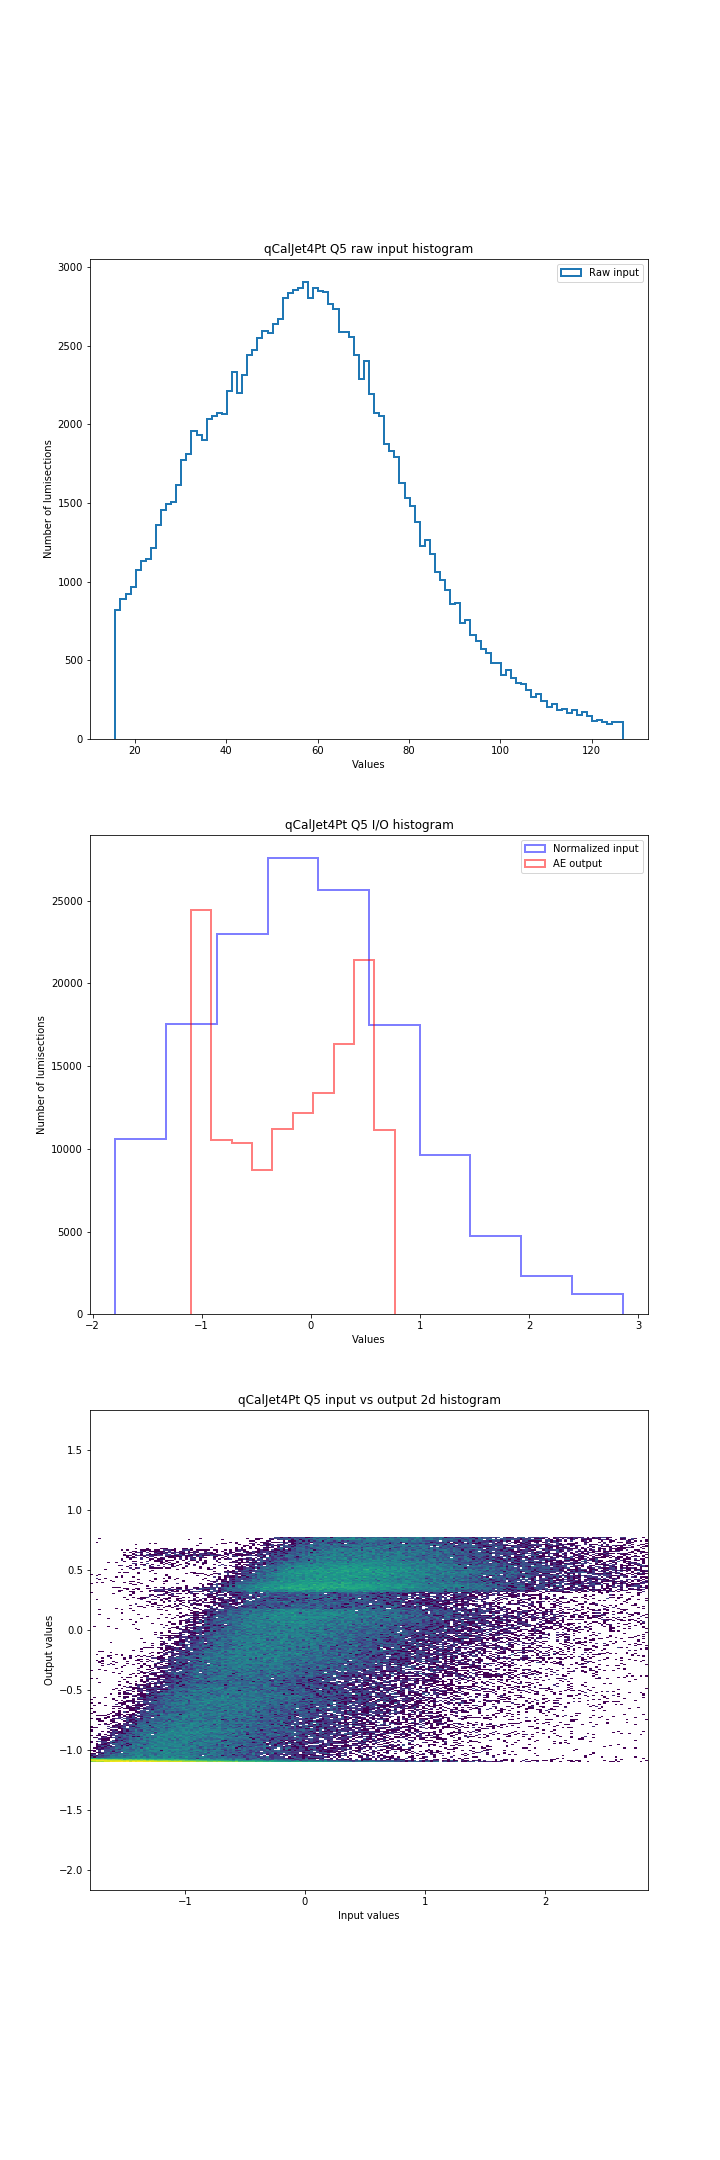 qCalJet4Pt Q5 raw input histogram
3000
2500
2000
1500
1000
500
0
Number of lumisections
Raw input
20 40 60 80 100 120
Values
qCalJet4Pt Q5 I/O histogram
25000
20000
15000
10000
5000
0
Number of lumisections
Normalized input
AE output
−2 −1 0 1 2 3
Values
qCalJet4Pt Q5 input vs output 2d histogram
1.5
1.0
0.5
0.0
−0.5
−1.0
−1.5
−2.0
Output values
−1 0 1 2
Input values